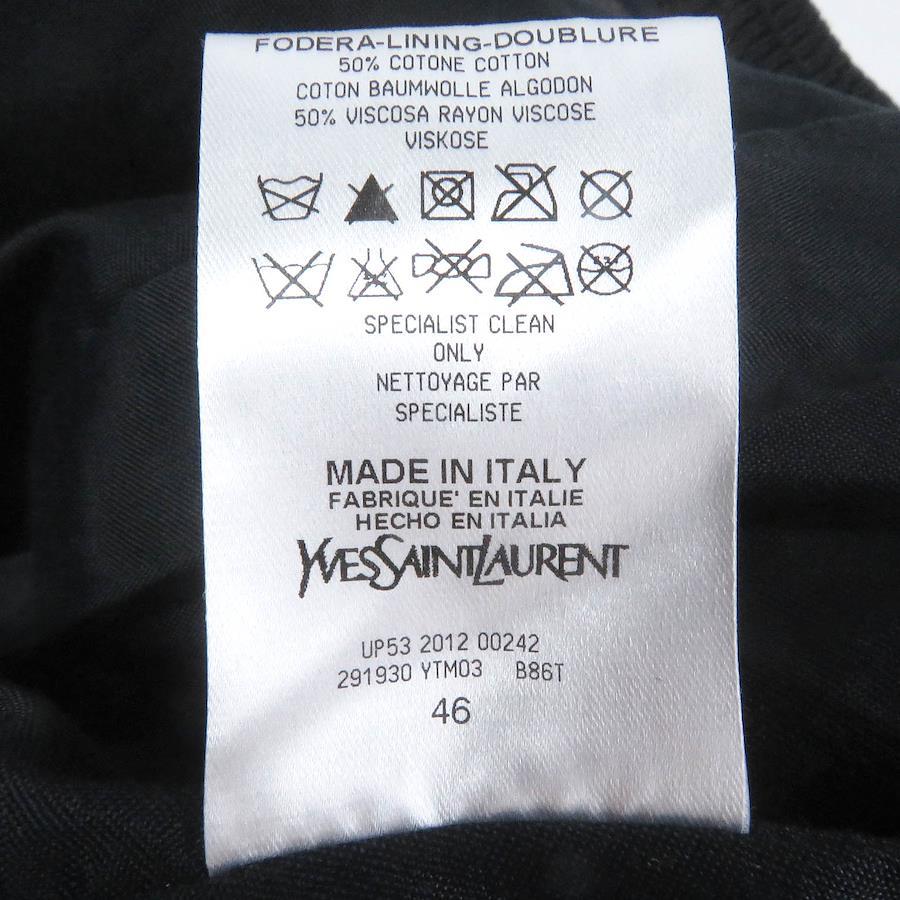 FODERA-LINING-DOUBLURE
50% COTONE COTTON
COTON BAUMWOLLE ALGODON
50% VISCOSA RAYON VISCOSE
VISKOSE
SPECIALIST CLEAN
ONLY
NETTOYAGE PAR
SPECIALISTE
MADE IN ITALY
FABRIQUE' EN ITALIE
HECHO EN ITALIA
YVESSAINTLAURENT
UP53 2012 00242
291930 YTM03 B86T
46